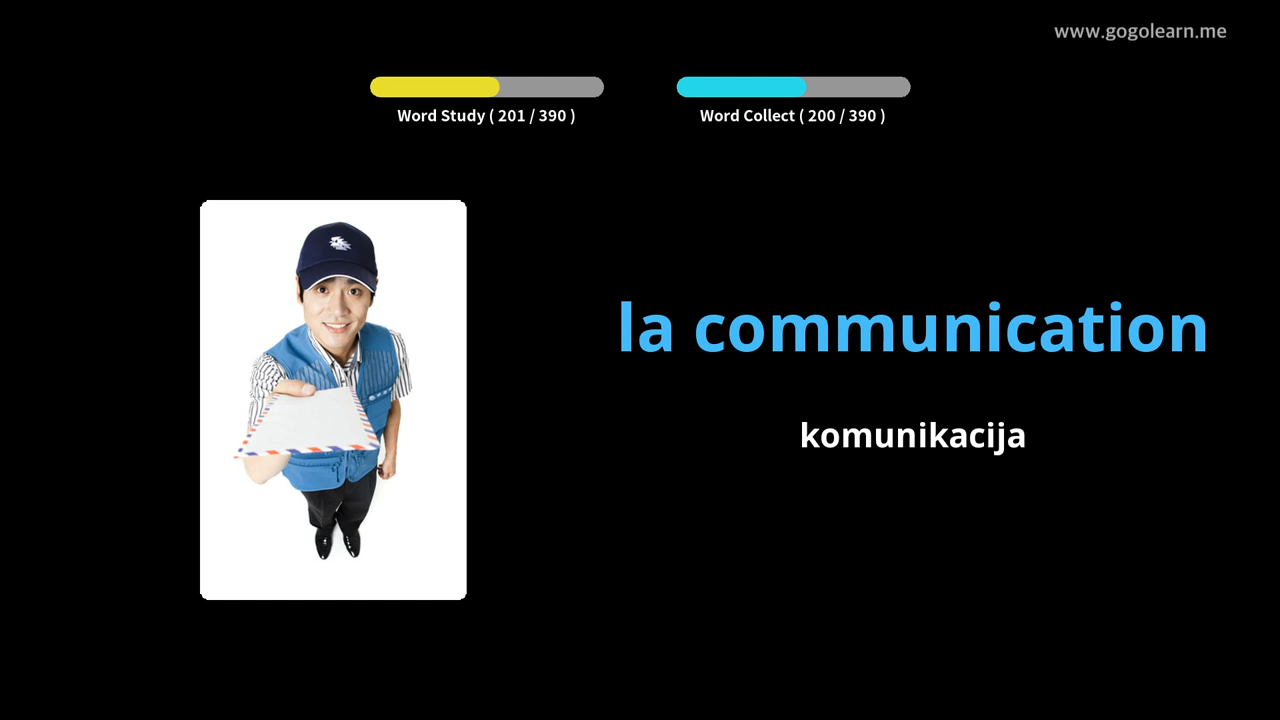 www.gogolearn.me
Word Study ( 201 / 390 )
Word Collect ( 200 / 390 )
la communication
komunikacija